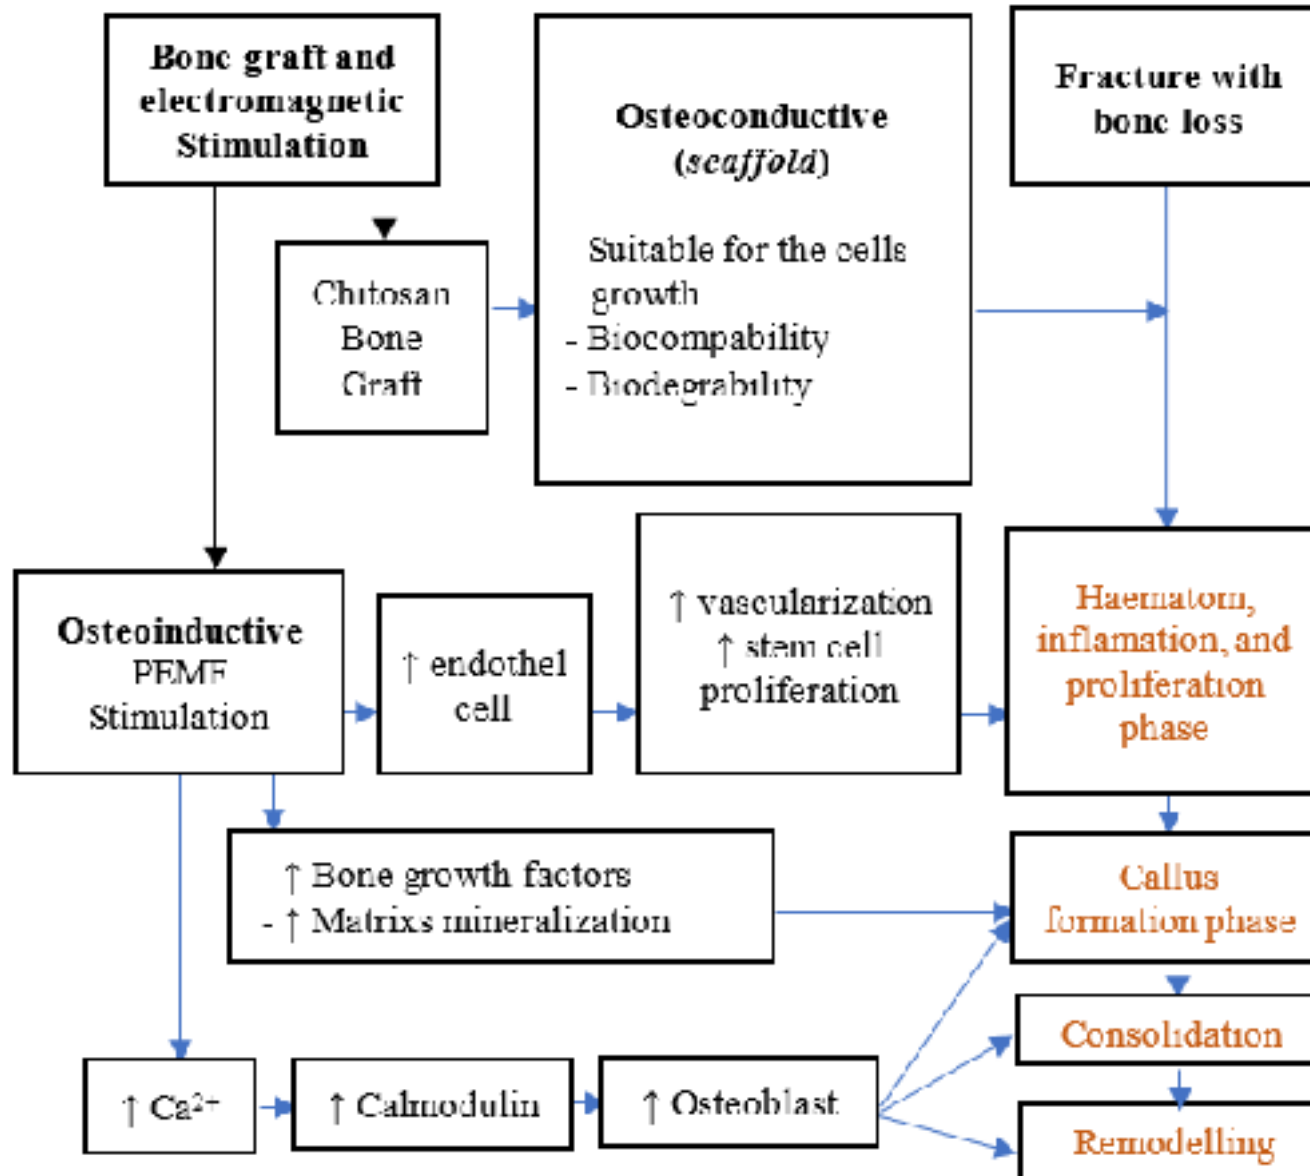 Bone graft and
electromagnetic
Stimulation
Osteoconductive
(scaffold)
Suitable for the cells
growth
- Biocompability
- Biodegrability
Fracture with
bone loss
Chitosan
Bone
Graft
Osteoinductive
PEMF
Stimulation
↑ endothel
cell
↑ vascularization
↑ stem cell
proliferation
Haematom,
inflamation, and
proliferation
phase
↑ Bone growth factors
- ↑ Matrixs mineralization
Callus
formation phase
Consolidation
↑ Ca²⁺
↑ Calmodulin
↑ Osteoblast
Remodelling